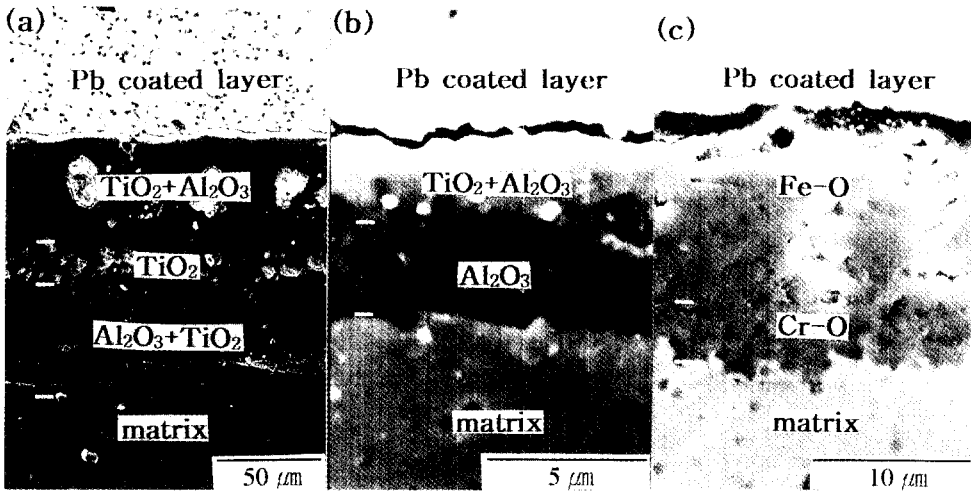 (a)
Pb coated layer
TiO₂+Al₂O₃
TiO₂
Al₂O₃+TiO₂
matrix
50 μm
(b)
Pb coated layer
TiO₂+Al₂O₃
Al₂O₃
matrix
5 μm
(c)
Pb coated layer
Fe-O
Cr-O
matrix
10 μm